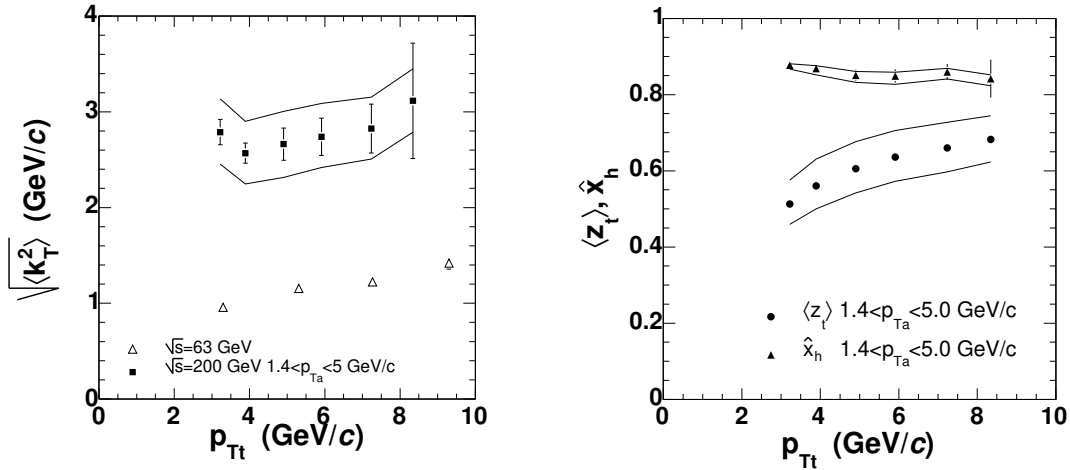 4
3
2
1
0
0 2 4 6 8 10
√⟨k²_T⟩ (GeV/c)
√s=63 GeV
√s=200 GeV 1.4<p_Ta<5 GeV/c
p_Tt (GeV/c)
1
0.8
0.6
0.4
0.2
0
0 2 4 6 8 10
⟨z_t⟩, x̂_h
⟨z_t⟩ 1.4<p_Ta<5.0 GeV/c
x̂_h 1.4<p_Ta<5.0 GeV/c
p_Tt (GeV/c)